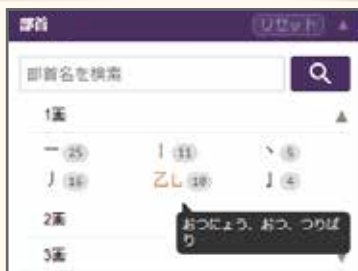 部首 リセット ▲
部首名を検索
1画 ▲
一 25 丨 11 丶 6
丿 16 乙乚 10 亅 4
2画
おつにょう、おつ、つりば
り
3画 ▼